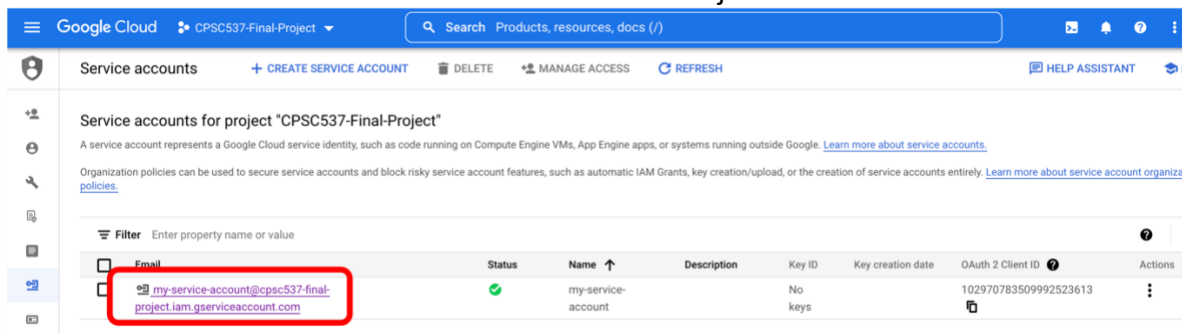 Google Cloud CPSC537-Final-Project Search Products, resources, docs (/)
Service accounts + CREATE SERVICE ACCOUNT DELETE MANAGE ACCESS REFRESH HELP ASSISTANT
Service accounts for project "CPSC537-Final-Project"
A service account represents a Google Cloud service identity, such as code running on Compute Engine VMs, App Engine apps, or systems running outside Google. Learn more about service accounts.
Organization policies can be used to secure service accounts and block risky service account features, such as automatic IAM Grants, key creation/upload, or the creation of service accounts entirely. Learn more about service account organiza
policies.
Filter Enter property name or value
Email Status Name ↑ Description Key ID Key creation date OAuth 2 Client ID Actions
my-service-account@cpsc537-final- my-service- No 102970783509992523613
project.iam.gserviceaccount.com account keys